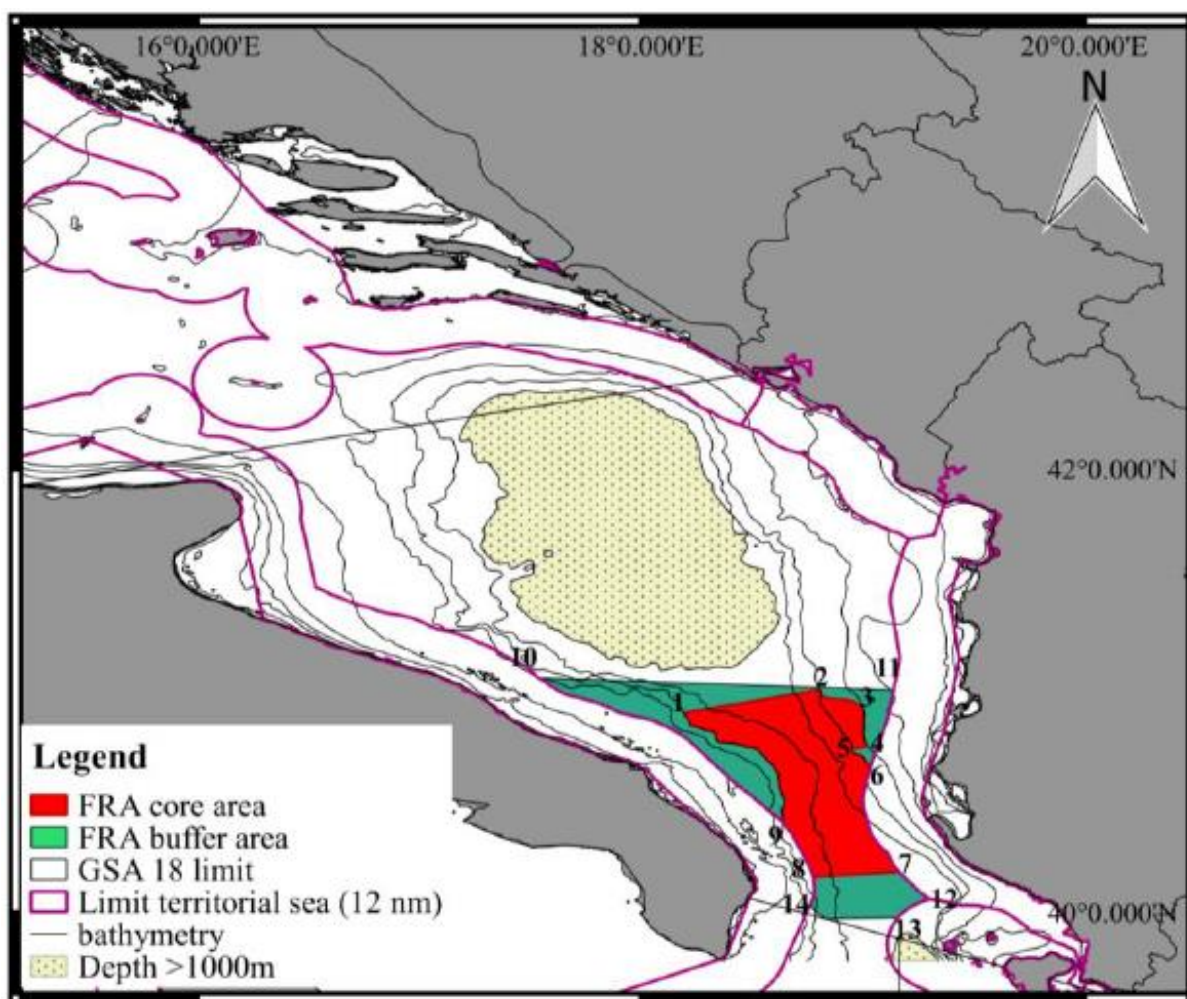 16°0.000'E 18°0.000'E 20°0.000'E
N
42°0.000'N
10 2 11
1 3
5 4
6
9
8 7
14 12
13 40°0.000'N
Legend
FRA core area
FRA buffer area
GSA 18 limit
Limit territorial sea (12 nm)
bathymetry
Depth >1000m